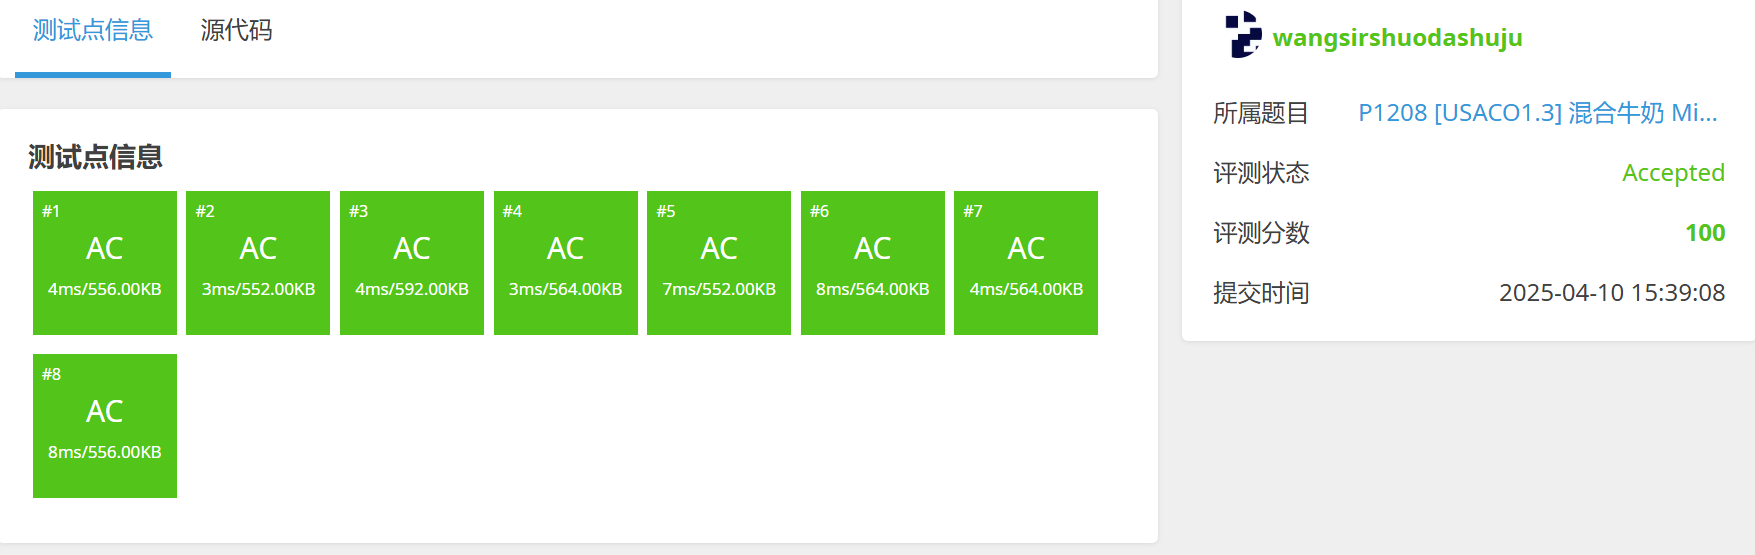 测试点信息 源代码
测试点信息
#1 #2 #3 #4 #5 #6 #7
AC AC AC AC AC AC AC
4ms/556.00KB 3ms/552.00KB 4ms/592.00KB 3ms/564.00KB 7ms/552.00KB 8ms/564.00KB 4ms/564.00KB
#8
AC
8ms/556.00KB
wangsirshuodashuju
所属题目 P1208 [USACO1.3] 混合牛奶 Mi...
评测状态 Accepted
评测分数 100
提交时间 2025-04-10 15:39:08